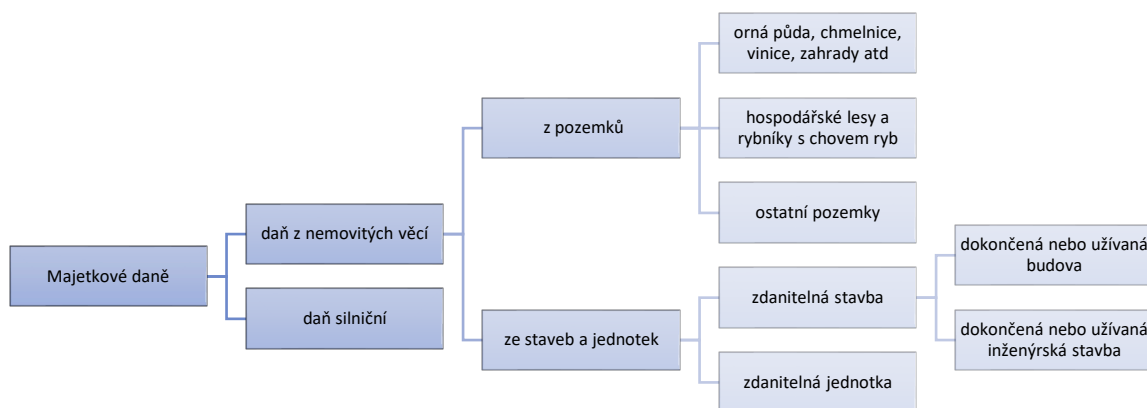 Majetkové daně
daň z nemovitých věcí
z pozemků
orná půda, chmelnice,
vinice, zahrady atd
hospodářské lesy a
rybníky s chovem ryb
ostatní pozemky
ze staveb a jednotek
zdanitelná stavba
dokončená nebo užívaná
budova
dokončená nebo užívaná
inženýrská stavba
zdanitelná jednotka
daň silniční